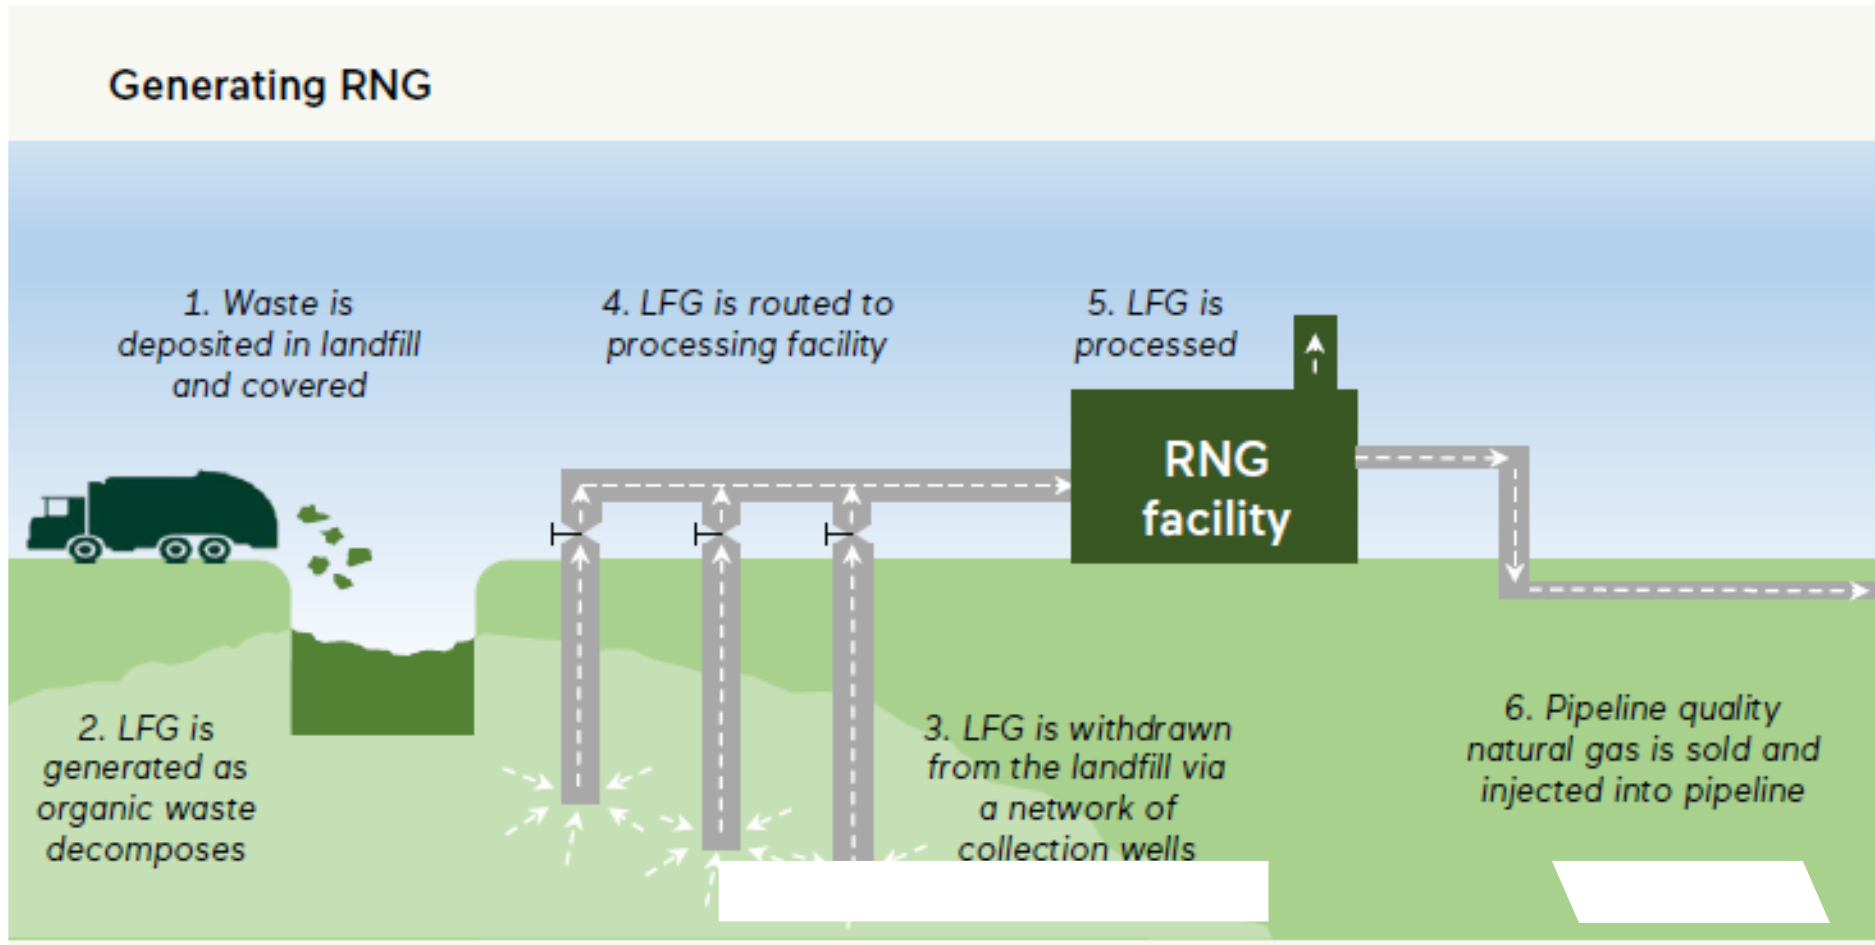 Generating RNG
1. Waste is
deposited in landfill
and covered
4. LFG is routed to
processing facility
5. LFG is
processed
RNG
facility
2. LFG is
generated as
organic waste
decomposes
3. LFG is withdrawn
from the landfill via
a network of
collection wells
6. Pipeline quality
natural gas is sold and
injected into pipeline